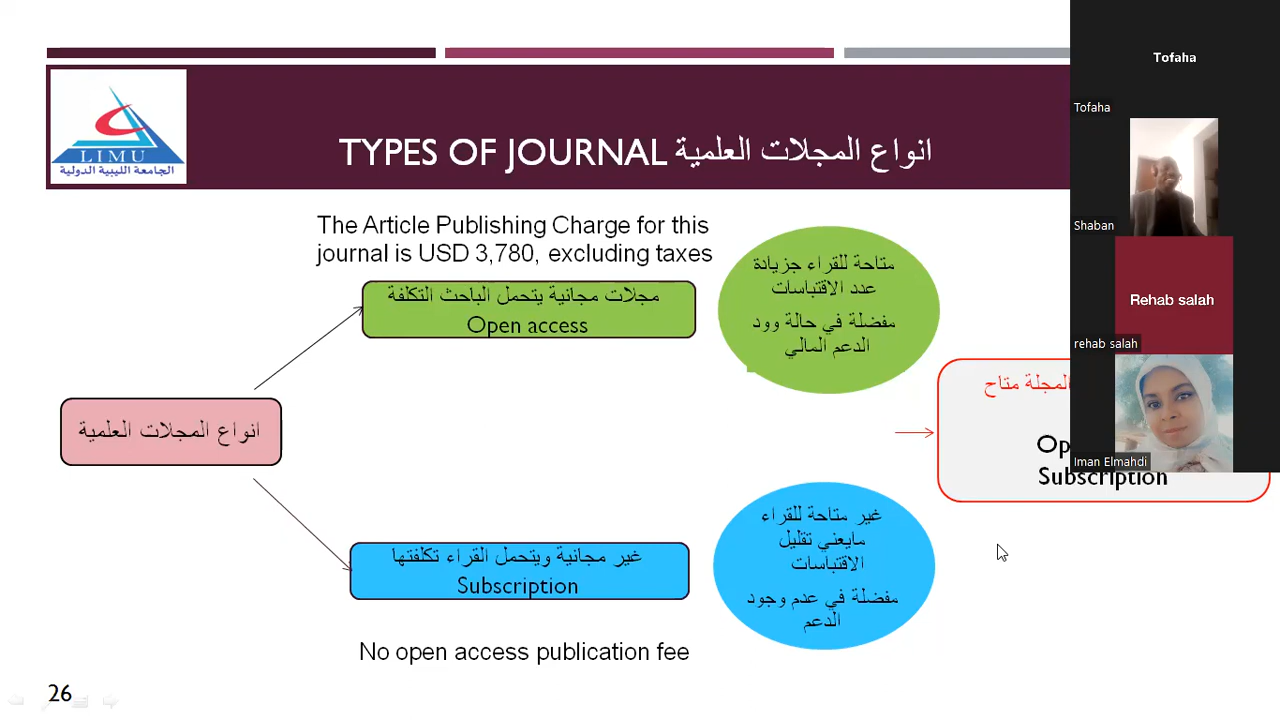 LIMU
الجامعة الليبية الدولية
TYPES OF JOURNAL انواع المجلات العلمية
The Article Publishing Charge for this
journal is USD 3,780, excluding taxes
مجلات مجانية يتحمل الباحث التكلفة
Open access
متاحة للقراء جزيادة
عدد الاقتباسات
مفضلة في حالة وود
الدعم المالي
انواع المجلات العلمية
المجلة متاح
Op
Subscription
غير مجانية ويتحمل القراء تكلفتها
Subscription
غير متاحة للقراء
مايعني تقليل
الاقتباسات
مفضلة في عدم وجود
الدعم
No open access publication fee
26
Tofaha
Tofaha
Shaban
Rehab salah
rehab salah
Iman Elmahdi